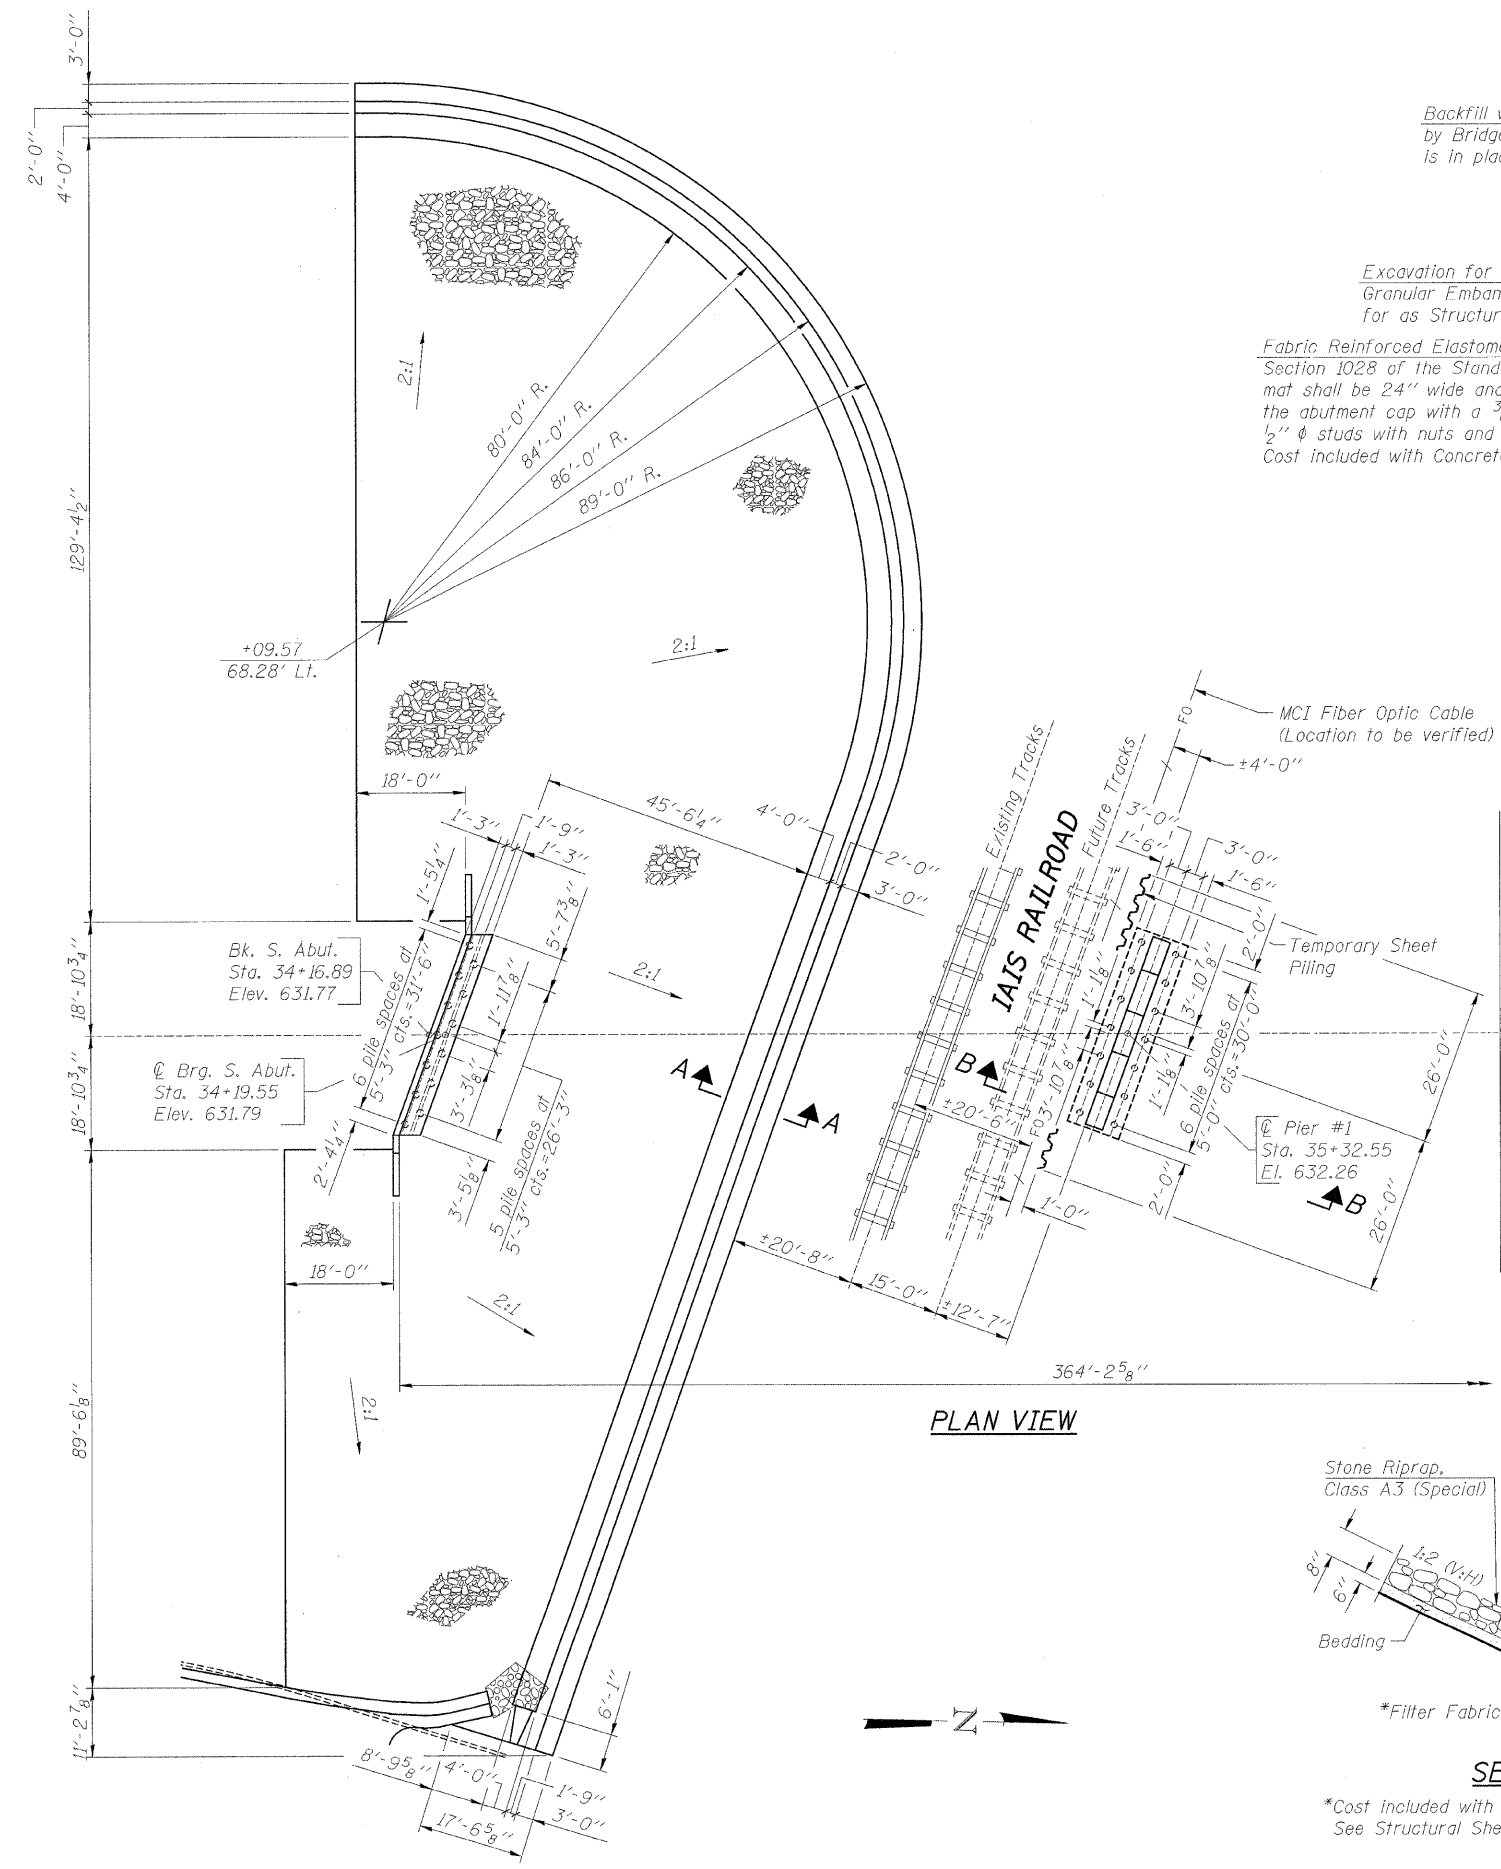 3'-0"
2'-0"
4'-0"
129'-4½"
18'-10¾"
18'-10¾"
89'-6⅛"
11'-2⅞"
2:1
80'-0" R.
84'-0" R.
86'-0" R.
89'-0" R.
+09.57
68.28' Lt.
2:1
18'-0"
1'-3"
1'-9"
1'-3"
1'-5¼"
45'-6¼"
4'-0"
2'-0"
3'-0"
5'-7⅜"
1'-11⅞"
Bk. S. Abut.
Sta. 34+16.89
Elev. 631.77
6 pile spaces at
5'-3" cts.=31'-6"
2:1
℄ Brg. S. Abut.
Sta. 34+19.55
Elev. 631.79
3'-3⅛"
2'-4¼"
3'-5⅛"
5 pile spaces at
5'-3" cts.=26'-3"
18'-0"
2:1
2:1
A
A
Existing Tracks
IAIS RAILROAD
Future Tracks
FO
MCI Fiber Optic Cable
(Location to be verified)
±4'-0"
3'-0"
1'-6"
3'-0"
1'-6"
2'-0"
Temporary Sheet
Piling
1'-1⅛"
3'-10⅞"
B
±20'-6"
FO
3'-10⅞"
1'-1⅛"
6 pile spaces at
5'-0" cts.=30'-0"
26'-0"
℄ Pier #1
Sta. 35+32.55
El. 632.26
B
2'-0"
26'-0"
1'-0"
±20'-8"
15'-0"
±12'-7"
364'-2⅝"
PLAN VIEW
6'-1"
8'-9⅝"
4'-0"
1'-9"
3'-0"
17'-6⅝"
N
Backfill
by Bridge
is in plac
Excavation for
Granular Emban
for as Structur
Fabric Reinforced Elastome
Section 1028 of the Stand
mat shall be 24" wide and
the abutment cap with a
½" ϕ studs with nuts and
Cost included with Concret
Stone Riprap,
Class A3 (Special)
1:2 (V:H)
8"
6"
Bedding
*Filter Fabric
SE
*Cost included with
See Structural She